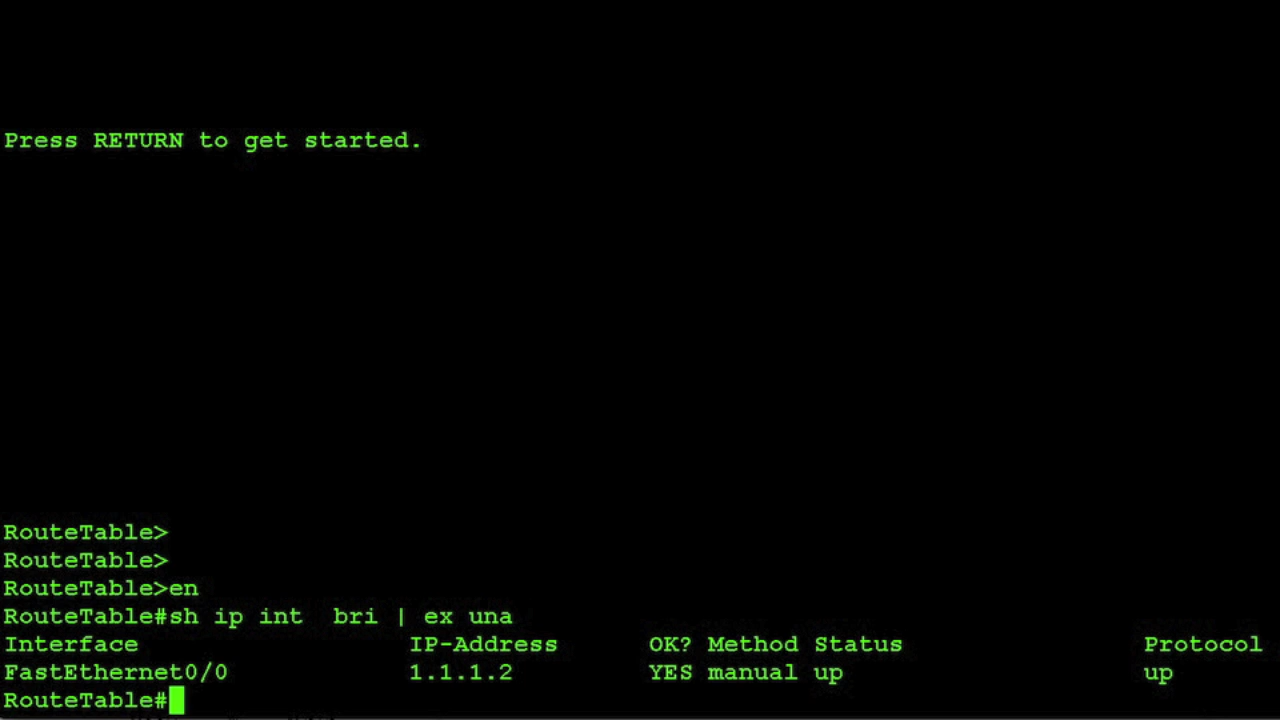 Press RETURN to get started.
RouteTable>
RouteTable>
RouteTable>en
RouteTable#sh ip int  bri | ex una
Interface                  IP-Address      OK? Method Status                Protocol
FastEthernet0/0            1.1.1.2         YES manual up                    up
RouteTable#